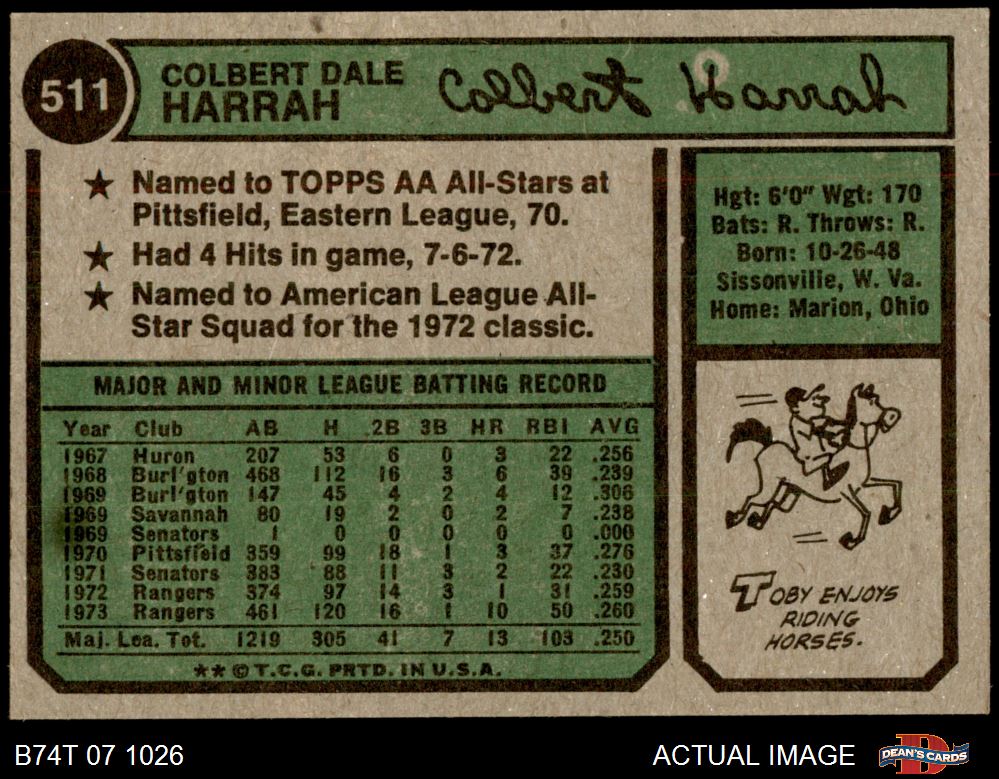 511
COLBERT DALE
HARRAH
Colbert Harrah
★ Named to TOPPS AA All-Stars at
Pittsfield, Eastern League, 70.
★ Had 4 Hits in game, 7-6-72.
★ Named to American League All-
Star Squad for the 1972 classic.
Hgt: 6'0" Wgt: 170
Bats: R. Throws: R.
Born: 10-26-48
Sissonville, W. Va.
Home: Marion, Ohio
MAJOR AND MINOR LEAGUE BATTING RECORD
Year Club AB H 2B 3B HR RBI AVG
1967 Huron 207 53 6 0 3 22 .256
1968 Burl'gton 468 112 16 3 6 39 .239
1969 Burl'gton 147 45 4 2 4 12 .306
1969 Savannah 80 19 2 0 2 7 .238
1969 Senators 1 0 0 0 0 0 .000
1970 Pittsfield 359 99 18 1 3 37 .276
1971 Senators 383 88 11 3 2 22 .230
1972 Rangers 374 97 14 3 1 31 .259
1973 Rangers 461 120 16 1 10 50 .260
Maj. Lea. Tot. 1219 305 41 7 13 103 .250
★★ © T.C.G. PRTD. IN U.S.A.
TOBY ENJOYS
RIDING
HORSES.
B74T 07 1026
ACTUAL IMAGE
DEAN'S CARDS